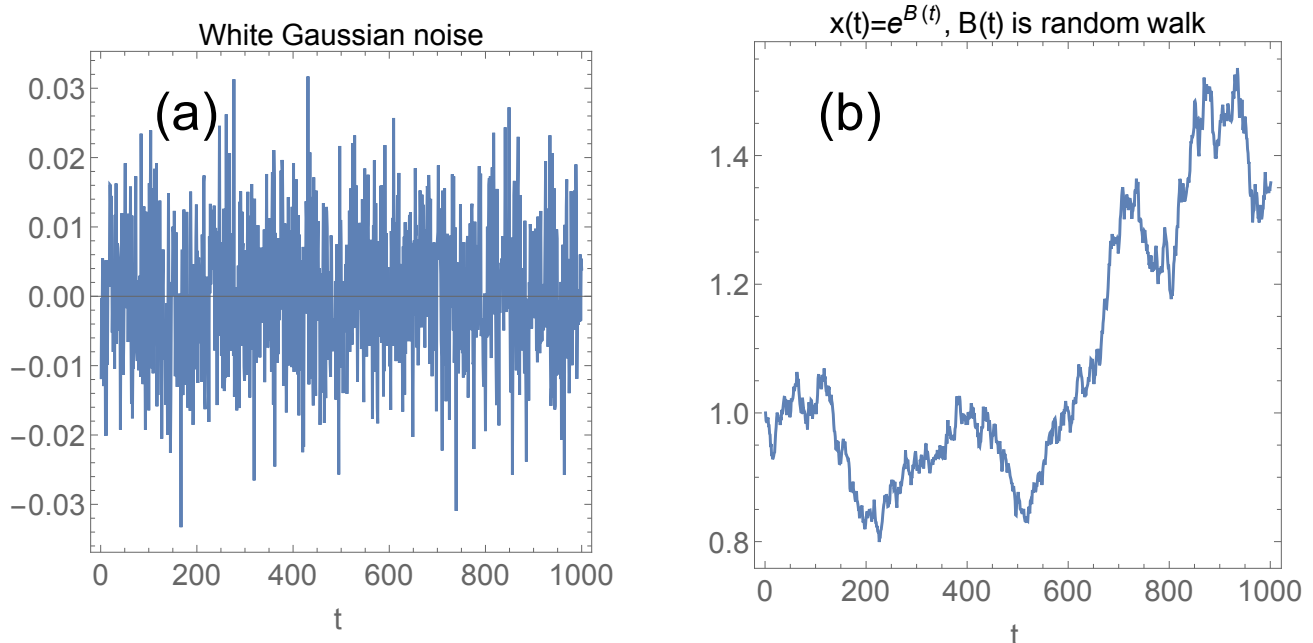 White Gaussian noise
(a)
0.03
0.02
0.01
0.00
−0.01
−0.02
−0.03
0 200 400 600 800 1000
t
x(t)=e^{B(t)}, B(t) is random walk
(b)
1.4
1.2
1.0
0.8
0 200 400 600 800 1000
t